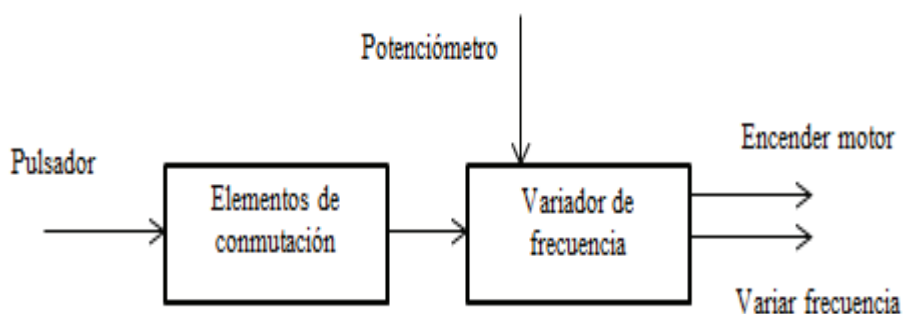 Potenciómetro
Encender motor
Pulsador
Elementos de
conmutación
Variador de
frecuencia
Variar frecuencia